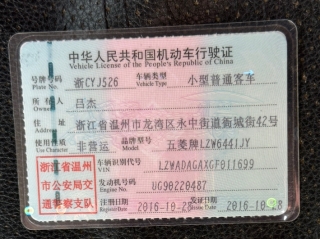 中华人民共和国机动车行驶证
Vehicle License of the People's Republic of China
号牌号码 浙CYJ526 车辆类型 小型普通客车
Plate No. Vehicle Type
所有人 吕杰
Owner
住址 浙江省温州市龙湾区永中街道新城街42号
Address
使用性质 非营运 品牌型号 五菱牌LZW6441JY
Use Character Model
浙江省温州市公安局交通警察支队
车辆识别代号 LZWADAGAXGF011699
VIN
发动机号码 UG90220487
Engine No.
注册日期 2016-10-28 发证日期 2016-10-28
Register Date Issue Date